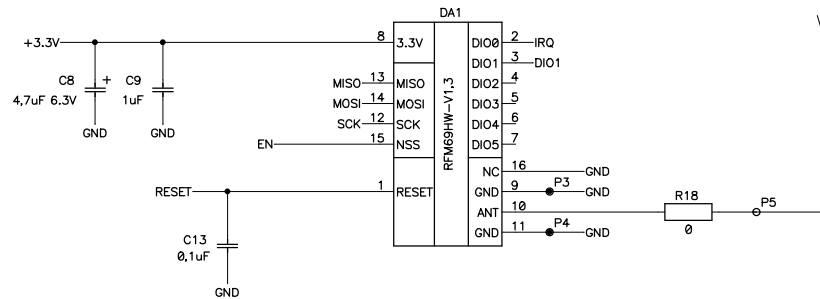 DA1
+3.3V 8 3.3V DIO0 2 IRQ
DIO1 3 DIO1
C8 + C9 MISO 13 MISO DIO2 4
4,7uF 6.3V 1uF MOSI 14 MOSI DIO3 5
SCK 12 SCK DIO4 6
GND GND EN 15 NSS DIO5 7
RFM69HW-V1,3
NC 16 GND
RESET 1 RESET GND 9 P3 GND
ANT 10 R18 P5
0
GND 11 P4 GND
C13
0,1uF
GND